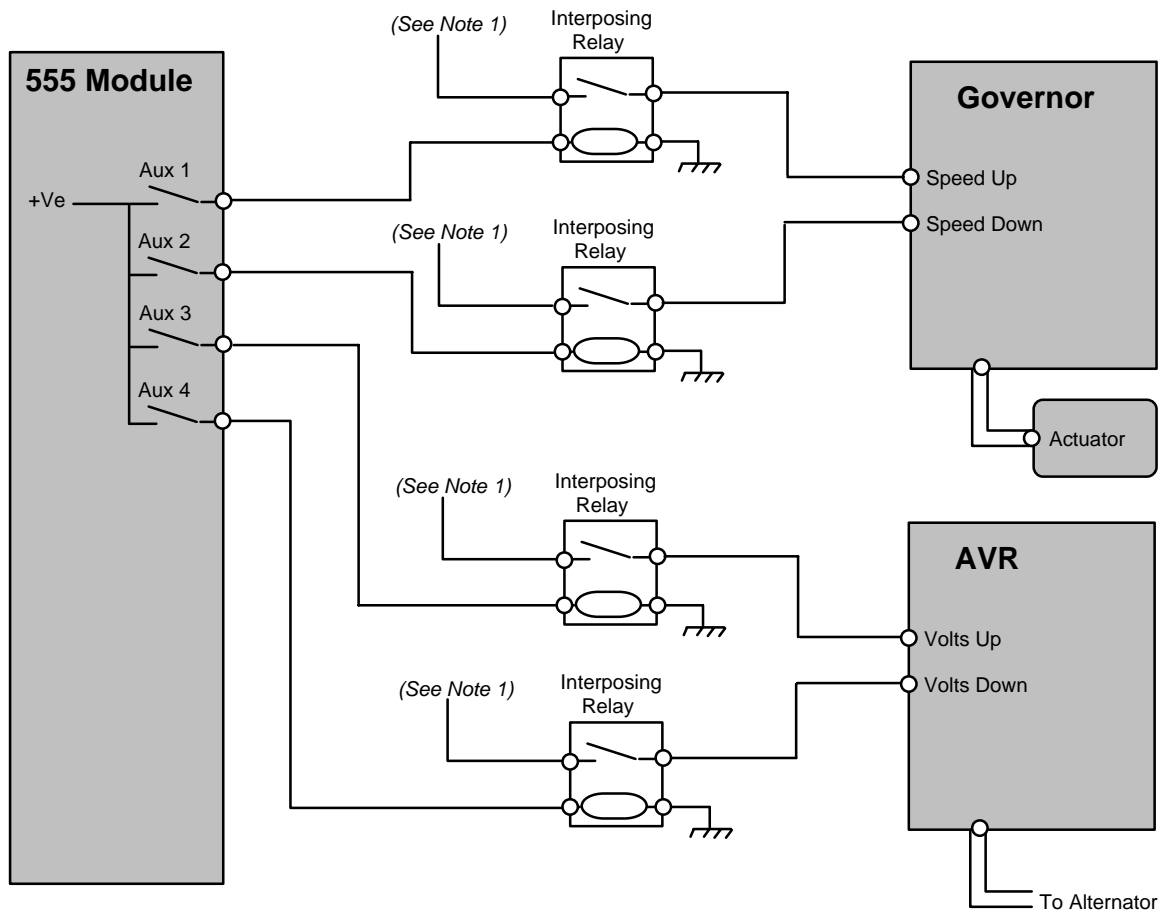 555 Module
+Ve
Aux 1
Aux 2
Aux 3
Aux 4
(See Note 1)
Interposing
Relay
(See Note 1)
Interposing
Relay
Governor
Speed Up
Speed Down
Actuator
(See Note 1)
Interposing
Relay
(See Note 1)
Interposing
Relay
AVR
Volts Up
Volts Down
To Alternator